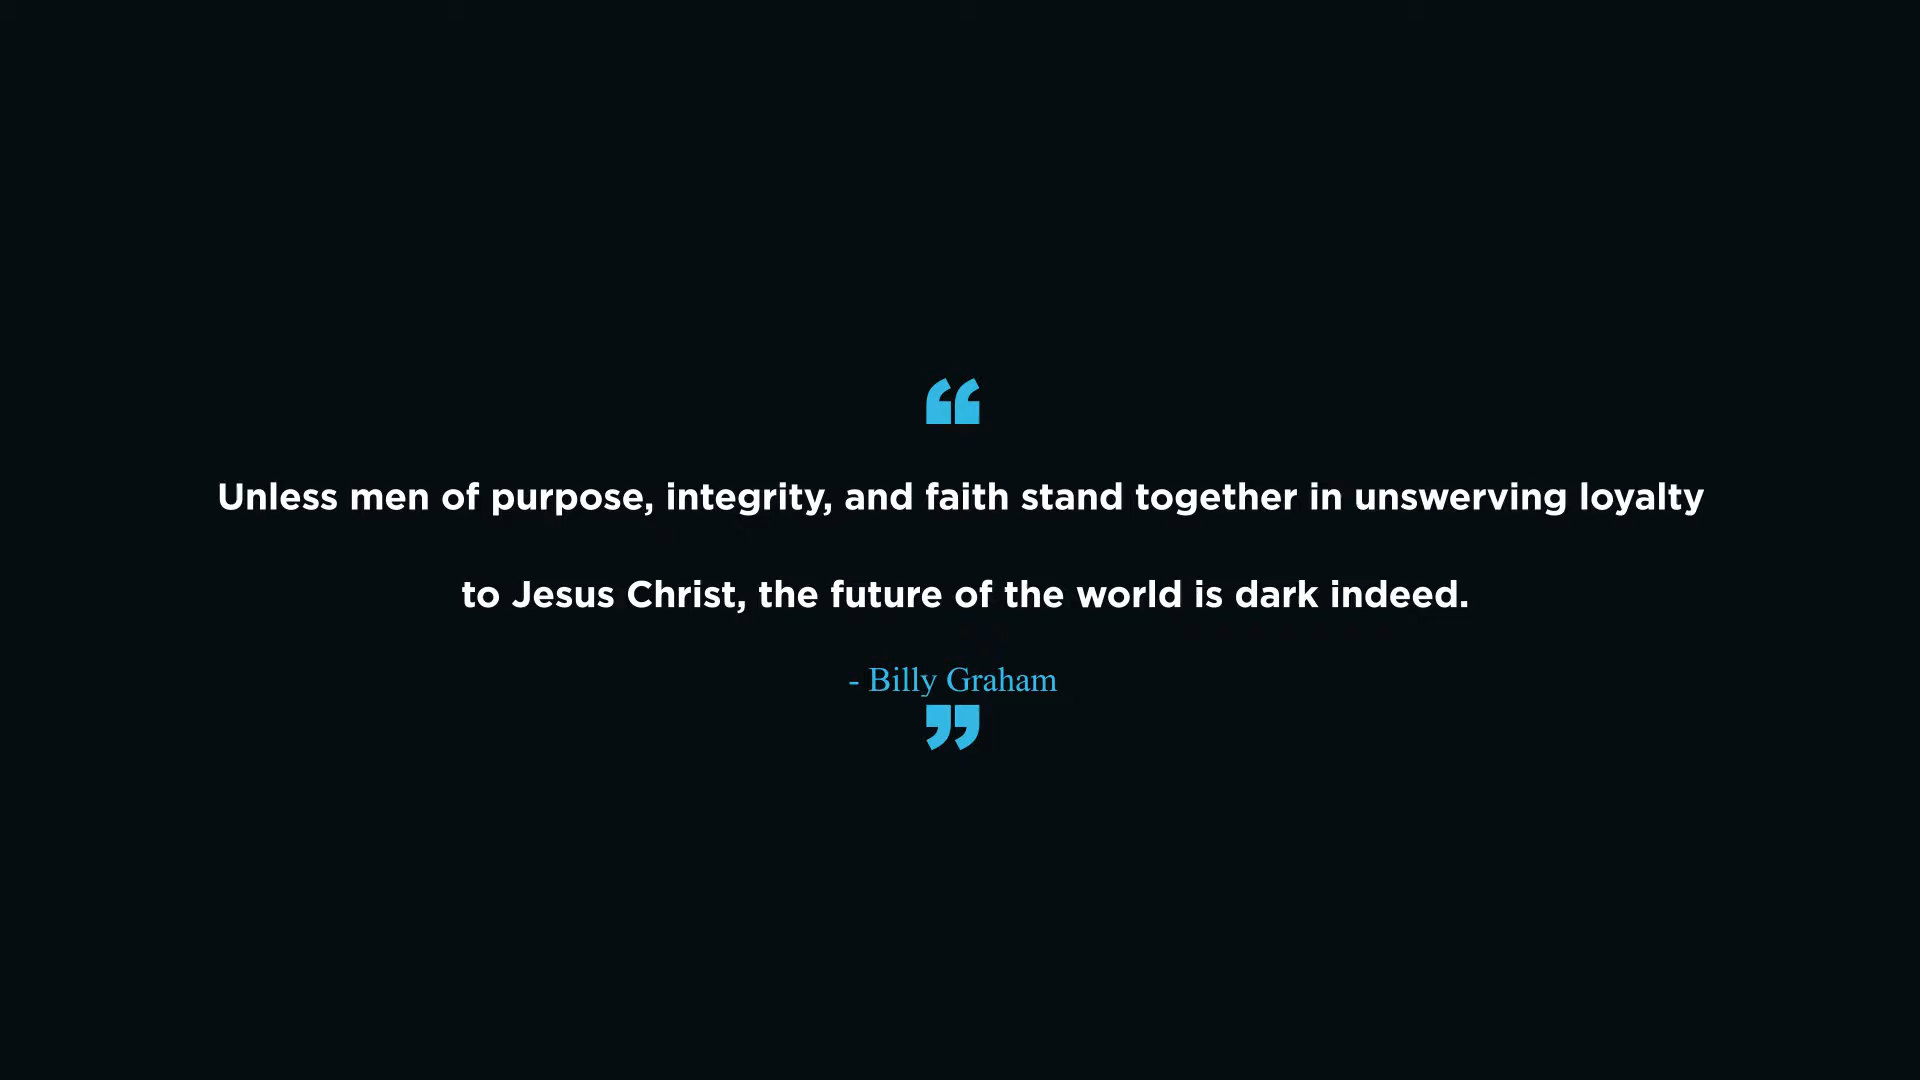 “
Unless men of purpose, integrity, and faith stand together in unswerving loyalty
to Jesus Christ, the future of the world is dark indeed.
- Billy Graham
”